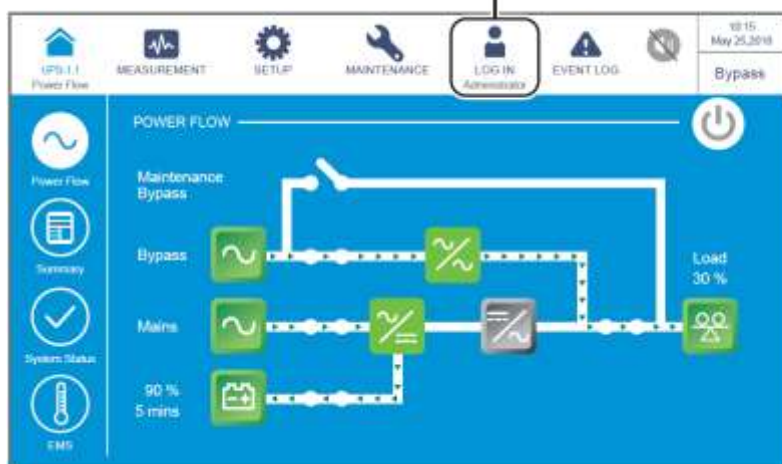 UPS-1.1
Power Flow
MEASUREMENT
SETUP
MAINTENANCE
LOG IN
Administrator
EVENT LOG
10:15
May 25,2018
Bypass
POWER FLOW
Power Flow
Summary
System Status
EMS
Maintenance
Bypass
Bypass
Load
30 %
Mains
90 %
5 mins